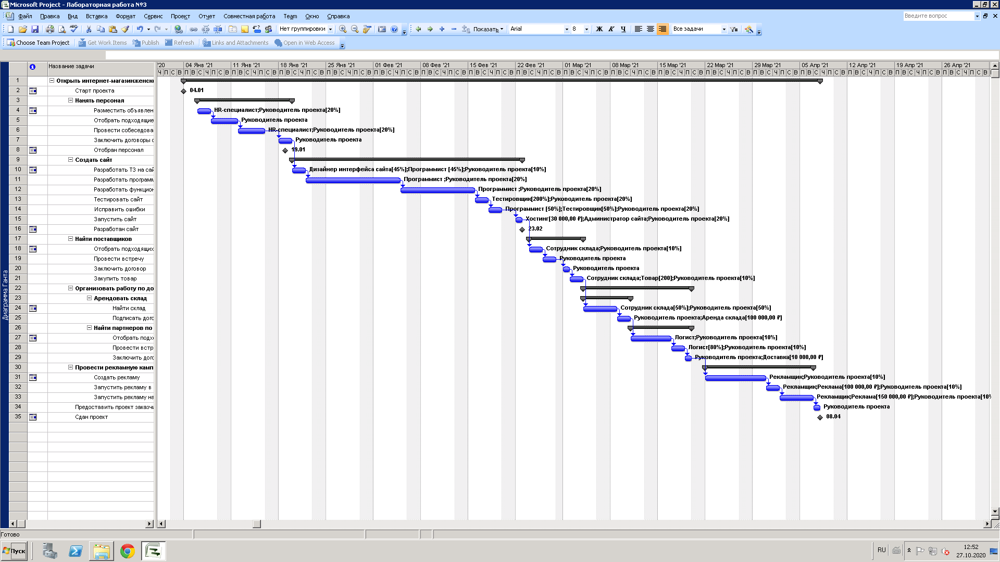 Microsoft Project - Лабораторная работа №3
Файл Правка Вид Вставка Формат Сервис Проект Отчет Совместная работа Team Окно Справка
Введите вопрос
Нет группировки Показать Arial 8 Ж К Ч Все задачи
Choose Team Project Get Work Items Publish Refresh Links and Attachments Open in Web Access
Название задачи
'20 04 Янв '21 11 Янв '21 18 Янв '21 25 Янв '21 01 Фев '21 08 Фев '21 15 Фев '21 22 Фев '21 01 Мар '21 08 Мар '21 15 Мар '21 22 Мар '21 29 Мар '21 05 Апр '21 12 Апр '21 19 Апр '21 26 Апр '21
Ч П С В П В С Ч П С В П В С Ч П С В П В С Ч П С В П В С Ч П С В П В С Ч П С В П В С Ч П С В П В С Ч П С В П В С Ч П С В П В С Ч П С В П В С Ч П С В П В С Ч П С В П В С Ч П С В П В С Ч П С В П В С Ч П С В П В С Ч П С В П В С Ч П С В П В С Ч П С В
1 Открыть интернет-магазинженско
2 Старт проекта 04.01
3 Нанять персонал
4 Разместить объявлен HR-специалист;Руководитель проекта[20%]
5 Отобрать подходящие Руководитель проекта
6 Провести собеседова HR-специалист;Руководитель проекта[20%]
7 Заключить договоры с Руководитель проекта
8 Отобран персонал 19.01
9 Создать сайт
10 Разработать ТЗ на сай Дизайнер интерфейса сайта[45%];Программист [45%];Руководитель проекта[10%]
11 Разработать программ Программист ;Руководитель проекта[20%]
12 Разработать функцион Программист ;Руководитель проекта[20%]
13 Тестировать сайт Тестировщик[200%];Руководитель проекта[20%]
14 Исправить ошибки Программист [50%];Тестировщик[50%];Руководитель проекта[20%]
15 Запустить сайт Хостинг[30 000,00 ₽];Администратор сайта;Руководитель проекта[20%]
16 Разработан сайт 23.02
17 Найти поставщиков
18 Отобрать подходящих Сотрудник склада;Руководитель проекта[10%]
19 Провести встречу Руководитель проекта
20 Заключить договор Руководитель проекта
21 Закупить товар Сотрудник склада;Товар[200];Руководитель проекта[10%]
22 Организовать работу по до
23 Арендовать склад
24 Найти склад Сотрудник склада[50%];Руководитель проекта[50%]
25 Подписать дого Руководитель проекта;Аренда склада[100 000,00 ₽]
26 Найти партнеров по
27 Отобрать подхо Логист;Руководитель проекта[10%]
28 Провести встр Логист[80%];Руководитель проекта[10%]
29 Заключить дого Руководитель проекта;Доставка[10 000,00 ₽]
30 Провести рекламную камп
31 Создать рекламу Рекламщик;Руководитель проекта[10%]
32 Запустить рекламу в Рекламщик;Реклама[100 000,00 ₽];Руководитель проекта[10%]
33 Запустить рекламу на Рекламщик;Реклама[150 000,00 ₽];Руководитель проекта[10%
34 Предоставить проект заказчи Руководитель проекта
35 Сдан проект 08.04
Диаграмма Ганта
Готово
Пуск
RU
12:52
27.10.2020